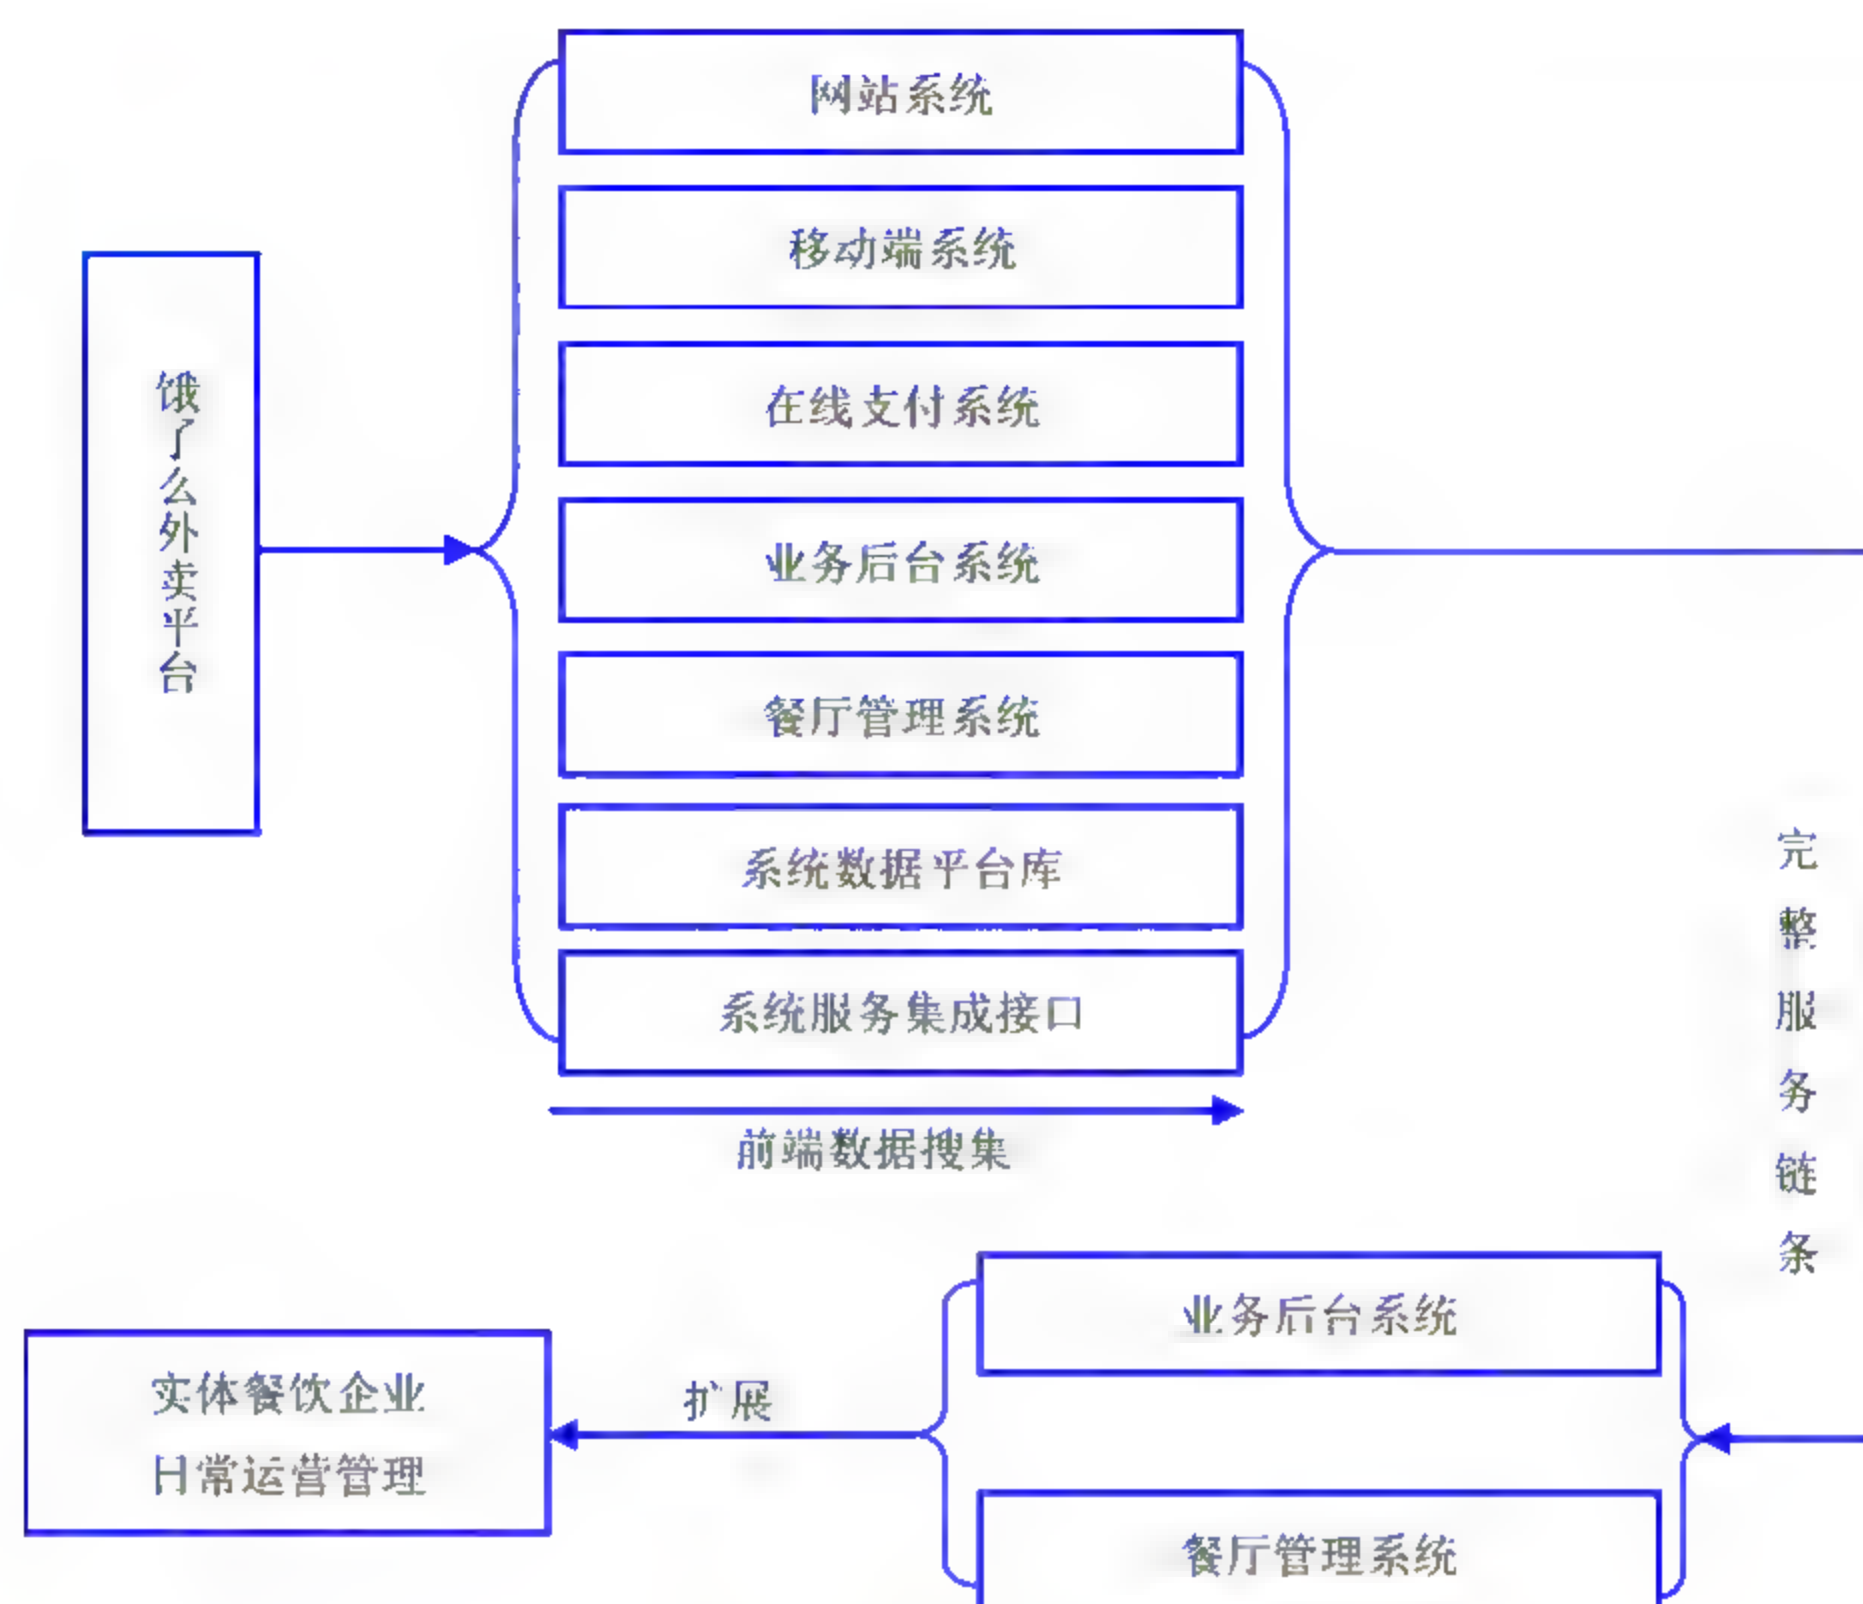 网站系统
移动端系统
在线支付系统
业务后台系统
餐厅管理系统
系统数据平台库
系统服务集成接口
饿了么外卖平台
前端数据搜集
完整服务链条
业务后台系统
扩展
实体餐饮企业
日常运营管理
餐厅管理系统